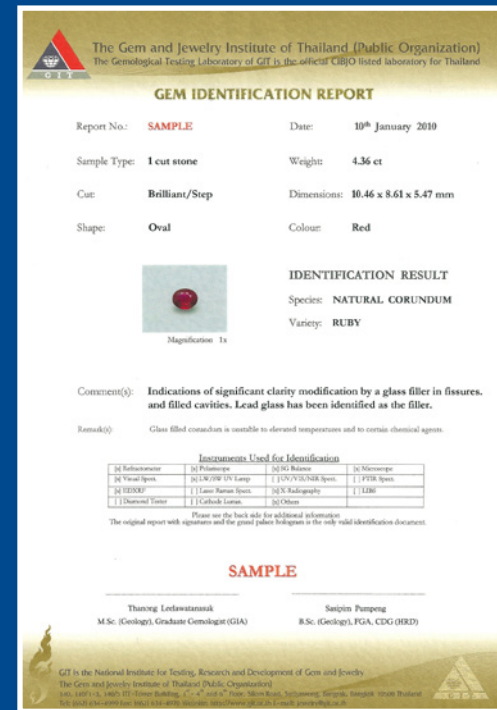 The Gem and Jewelry Institute of Thailand (Public Organization)
The Gemological Testing Laboratory of GIT is the official CIBJO listed laboratory for Thailand
GIT
GEM IDENTIFICATION REPORT
Report No.: SAMPLE Date: 10th January 2010
Sample Type: 1 cut stone Weight: 4.36 ct
Cut: Brilliant/Step Dimensions: 10.46 x 8.61 x 5.47 mm
Shape: Oval Colour: Red
IDENTIFICATION RESULT
Species: NATURAL CORUNDUM
Variety: RUBY
Magnification 1x
Comment(s): Indications of significant clarity modification by a glass filler in fissures.
and filled cavities. Lead glass has been identified as the filler.
Remark(s): Glass filled corundum is unstable to elevated temperatures and to certain chemical agents.
Instruments Used for Identification
[x] Refractometer [x] Polariscope [x] SG Balance [x] Microscope
[x] Visual Spect. [x] LW/SW UV Lamp [ ] UV/VIS/NIR Spect. [ ] FTIR Spect.
[x] EDXRF [ ] Laser Raman Spect. [x] X-Radiography [ ] LIBS
[ ] Diamond Tester [ ] Cathode Lumin. [x] Others
Please see the back side for additional information
The original report with signatures and the grand palace hologram is the only valid identification document.
SAMPLE
Thanong Leelawatanasuk Sasipim Pumpeng
M.Sc. (Geology), Graduate Gemologist (GIA) B.Sc. (Geology), FGA, CDG (HRD)
GIT is the National Institute for Testing, Research and Development of Gem and Jewelry
The Gem and Jewelry Institute of Thailand (Public Organization)
ITF-Tower Building, Floor, Silom Road, Bangrak, Bangkok Thailand